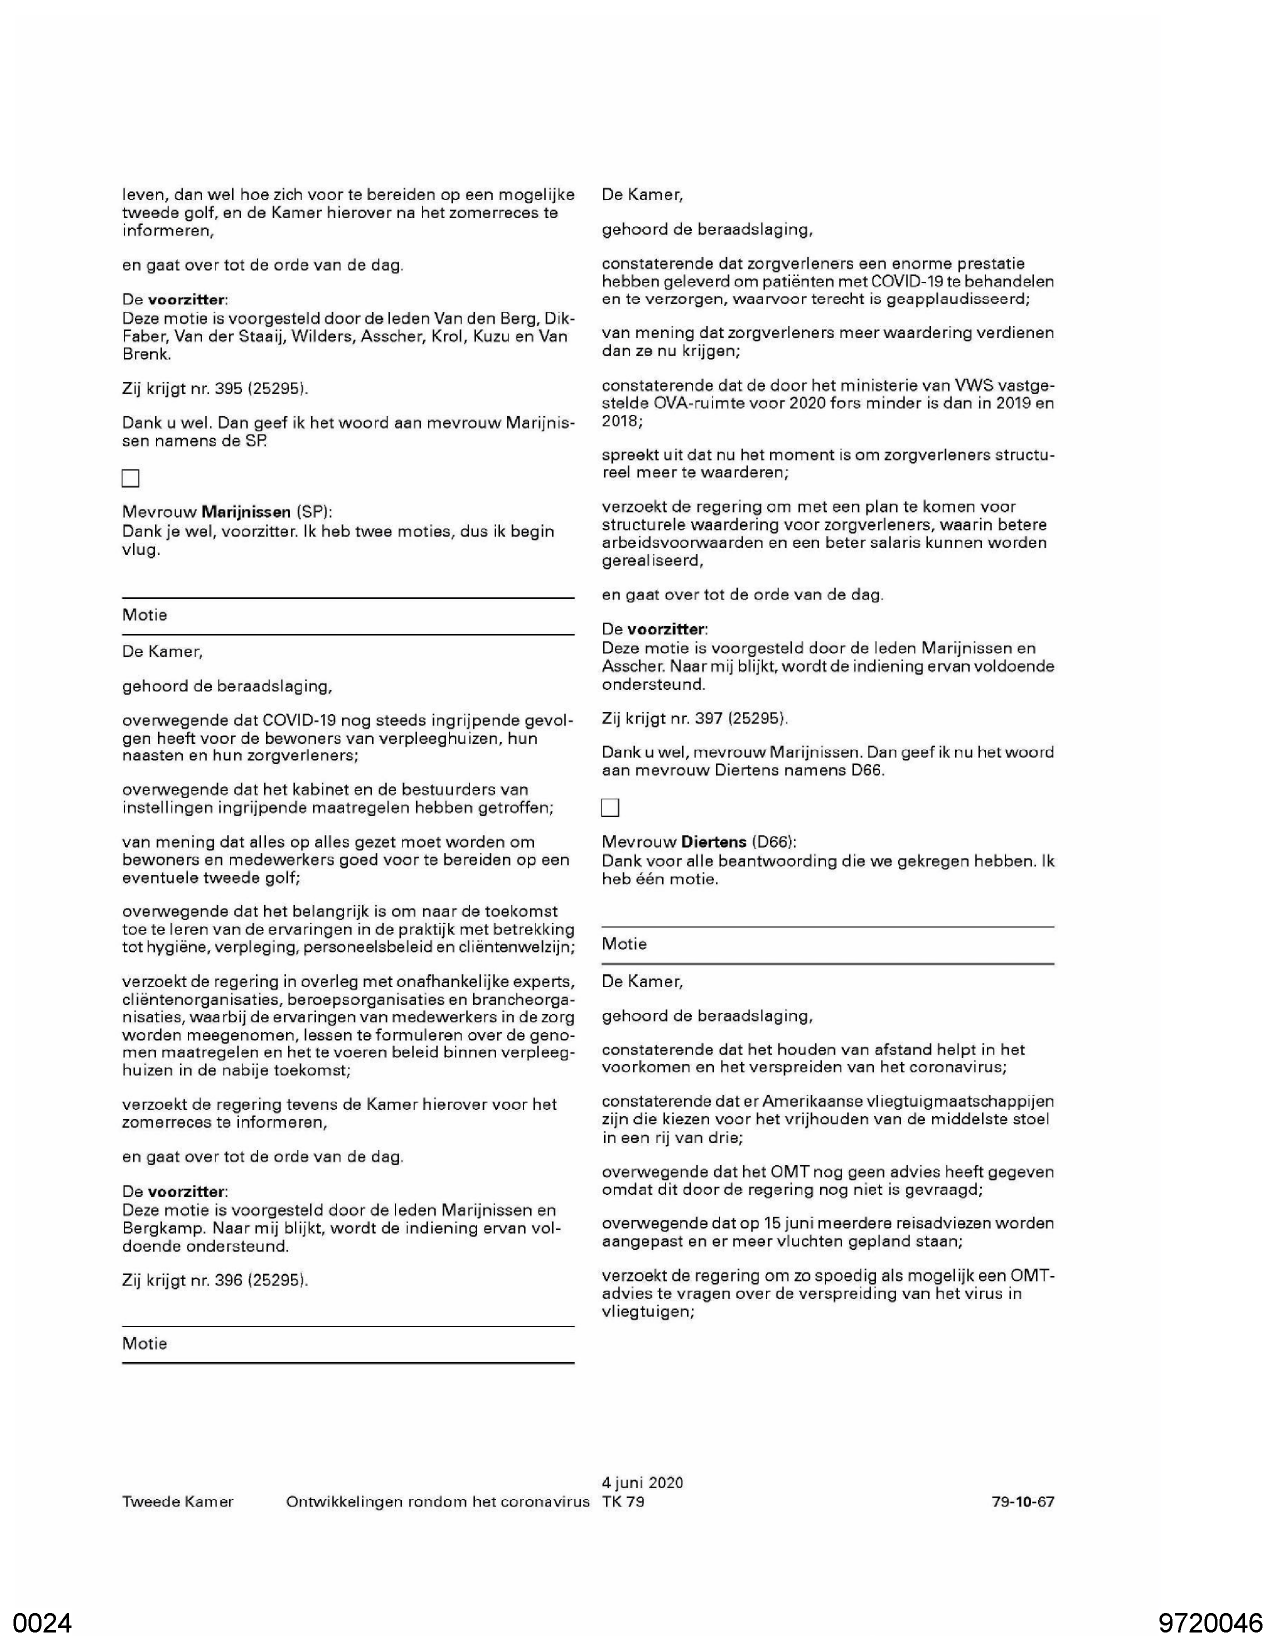 leven, dan wel hoe zich voor te bereiden op een mogelijke
tweede golf, en de Kamer hierover na het zomerreces te
informeren,
en gaat over tot de orde van de dag.
De voorzitter:
Deze motie is voorgesteld door de leden Van den Berg, Dik-
Faber, Van der Staaij, Wilders, Asscher, Krol, Kuzu en Van
Brenk.
Zij krijgt nr. 395 (25295).
Dank u wel. Dan geef ik het woord aan mevrouw Marijnis-
sen namens de SP.
Mevrouw Marijnissen (SP):
Dank je wel, voorzitter. Ik heb twee moties, dus ik begin
vlug.
Motie
De Kamer,
gehoord de beraadslaging,
overwegende dat COVID-19 nog steeds ingrijpende gevol-
gen heeft voor de bewoners van verpleeghuizen, hun
naasten en hun zorgverleners;
overwegende dat het kabinet en de bestuurders van
instellingen ingrijpende maatregelen hebben getroffen;
van mening dat alles op alles gezet moet worden om
bewoners en medewerkers goed voor te bereiden op een
eventuele tweede golf;
overwegende dat het belangrijk is om naar de toekomst
toe te leren van de ervaringen in de praktijk met betrekking
tot hygiëne, verpleging, personeelsbeleid en cliëntenwelzijn;
verzoekt de regering in overleg met onafhankelijke experts,
cliëntenorganisaties, beroepsorganisaties en brancheorga-
nisaties, waarbij de ervaringen van medewerkers in de zorg
worden meegenomen, lessen te formuleren over de geno-
men maatregelen en het te voeren beleid binnen verpleeg-
huizen in de nabije toekomst;
verzoekt de regering tevens de Kamer hierover voor het
zomerreces te informeren,
en gaat over tot de orde van de dag.
De voorzitter:
Deze motie is voorgesteld door de leden Marijnissen en
Bergkamp. Naar mij blijkt, wordt de indiening ervan vol-
doende ondersteund.
Zij krijgt nr. 396 (25295).
Motie
De Kamer,
gehoord de beraadslaging,
constaterende dat zorgverleners een enorme prestatie
hebben geleverd om patiënten met COVID-19 te behandelen
en te verzorgen, waarvoor terecht is geapplaudisseerd;
van mening dat zorgverleners meer waardering verdienen
dan ze nu krijgen;
constaterende dat de door het ministerie van VWS vastge-
stelde OVA-ruimte voor 2020 fors minder is dan in 2019 en
2018;
spreekt uit dat nu het moment is om zorgverleners structu-
reel meer te waarderen;
verzoekt de regering om met een plan te komen voor
structurele waardering voor zorgverleners, waarin betere
arbeidsvoorwaarden en een beter salaris kunnen worden
gerealiseerd,
en gaat over tot de orde van de dag.
De voorzitter:
Deze motie is voorgesteld door de leden Marijnissen en
Asscher. Naar mij blijkt, wordt de indiening ervan voldoende
ondersteund.
Zij krijgt nr. 397 (25295).
Dank u wel, mevrouw Marijnissen. Dan geef ik nu het woord
aan mevrouw Diertens namens D66.
Mevrouw Diertens (D66):
Dank voor alle beantwoording die we gekregen hebben. Ik
heb één motie.
Motie
De Kamer,
gehoord de beraadslaging,
constaterende dat het houden van afstand helpt in het
voorkomen en het verspreiden van het coronavirus;
constaterende dat er Amerikaanse vliegtuigmaatschappijen
zijn die kiezen voor het vrijhouden van de middelste stoel
in een rij van drie;
overwegende dat het OMT nog geen advies heeft gegeven
omdat dit door de regering nog niet is gevraagd;
overwegende dat op 15 juni meerdere reisadviezen worden
aangepast en er meer vluchten gepland staan;
verzoekt de regering om zo spoedig als mogelijk een OMT-
advies te vragen over de verspreiding van het virus in
vliegtuigen;
4 juni 2020
Tweede Kamer Ontwikkelingen rondom het coronavirus TK 79 79-10-67
0024 9720046